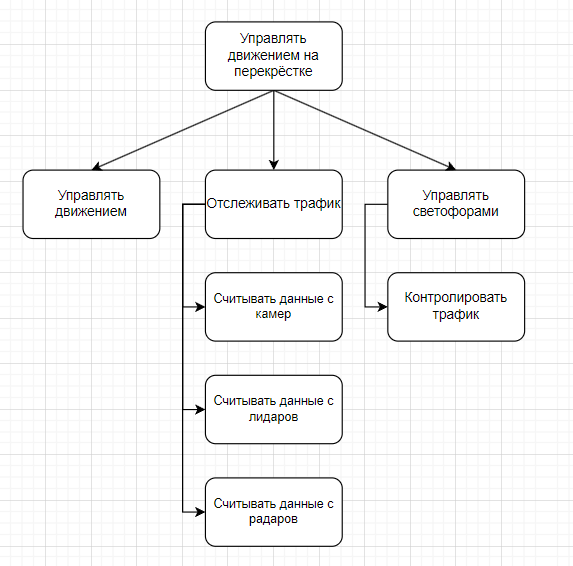 Управлять
движением на
перекрёстке
Управлять
движением
Отслеживать трафик
Управлять
светофорами
Считывать данные с
камер
Контролировать
трафик
Считывать данные с
лидаров
Считывать данные с
радаров